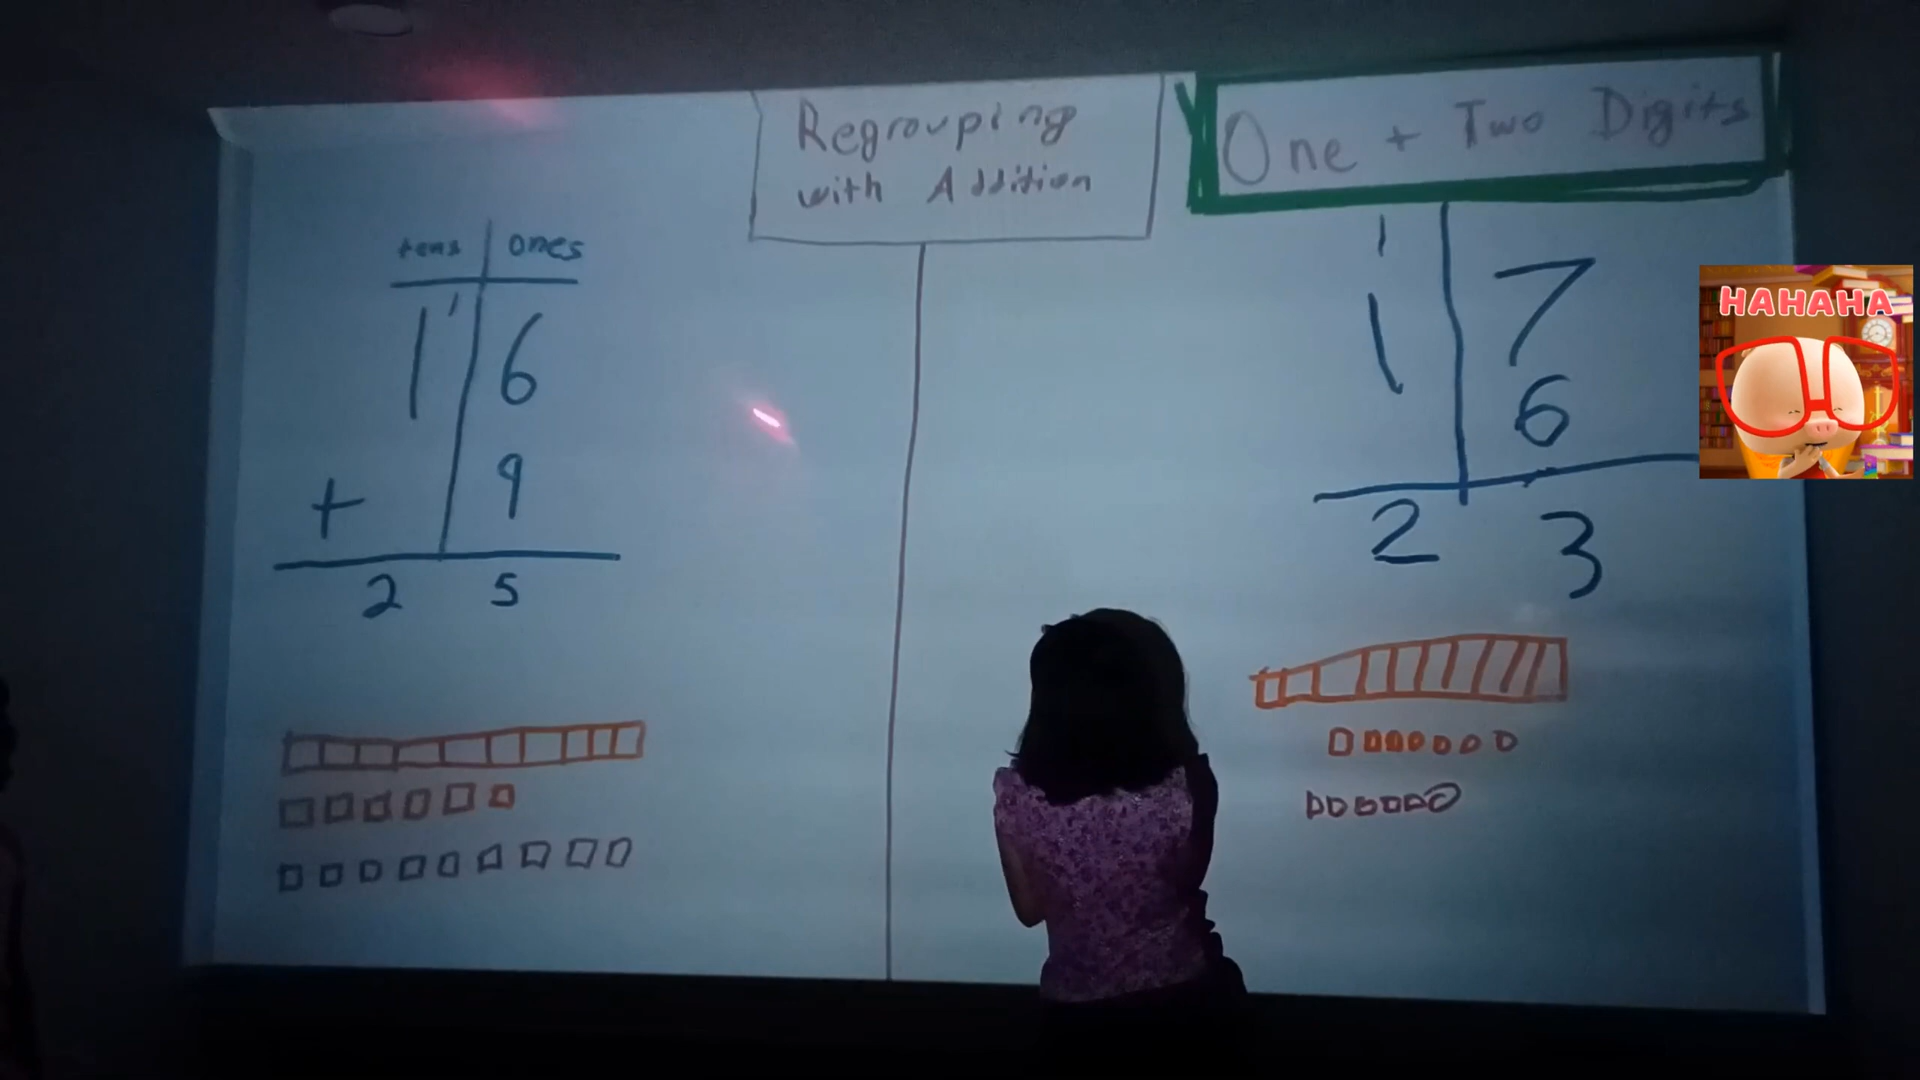 Regrouping
with Addition
One + Two Digits
tens ones
1
1 6
+ 9
2 5
1
1 7
6
2 3
HAHAHA